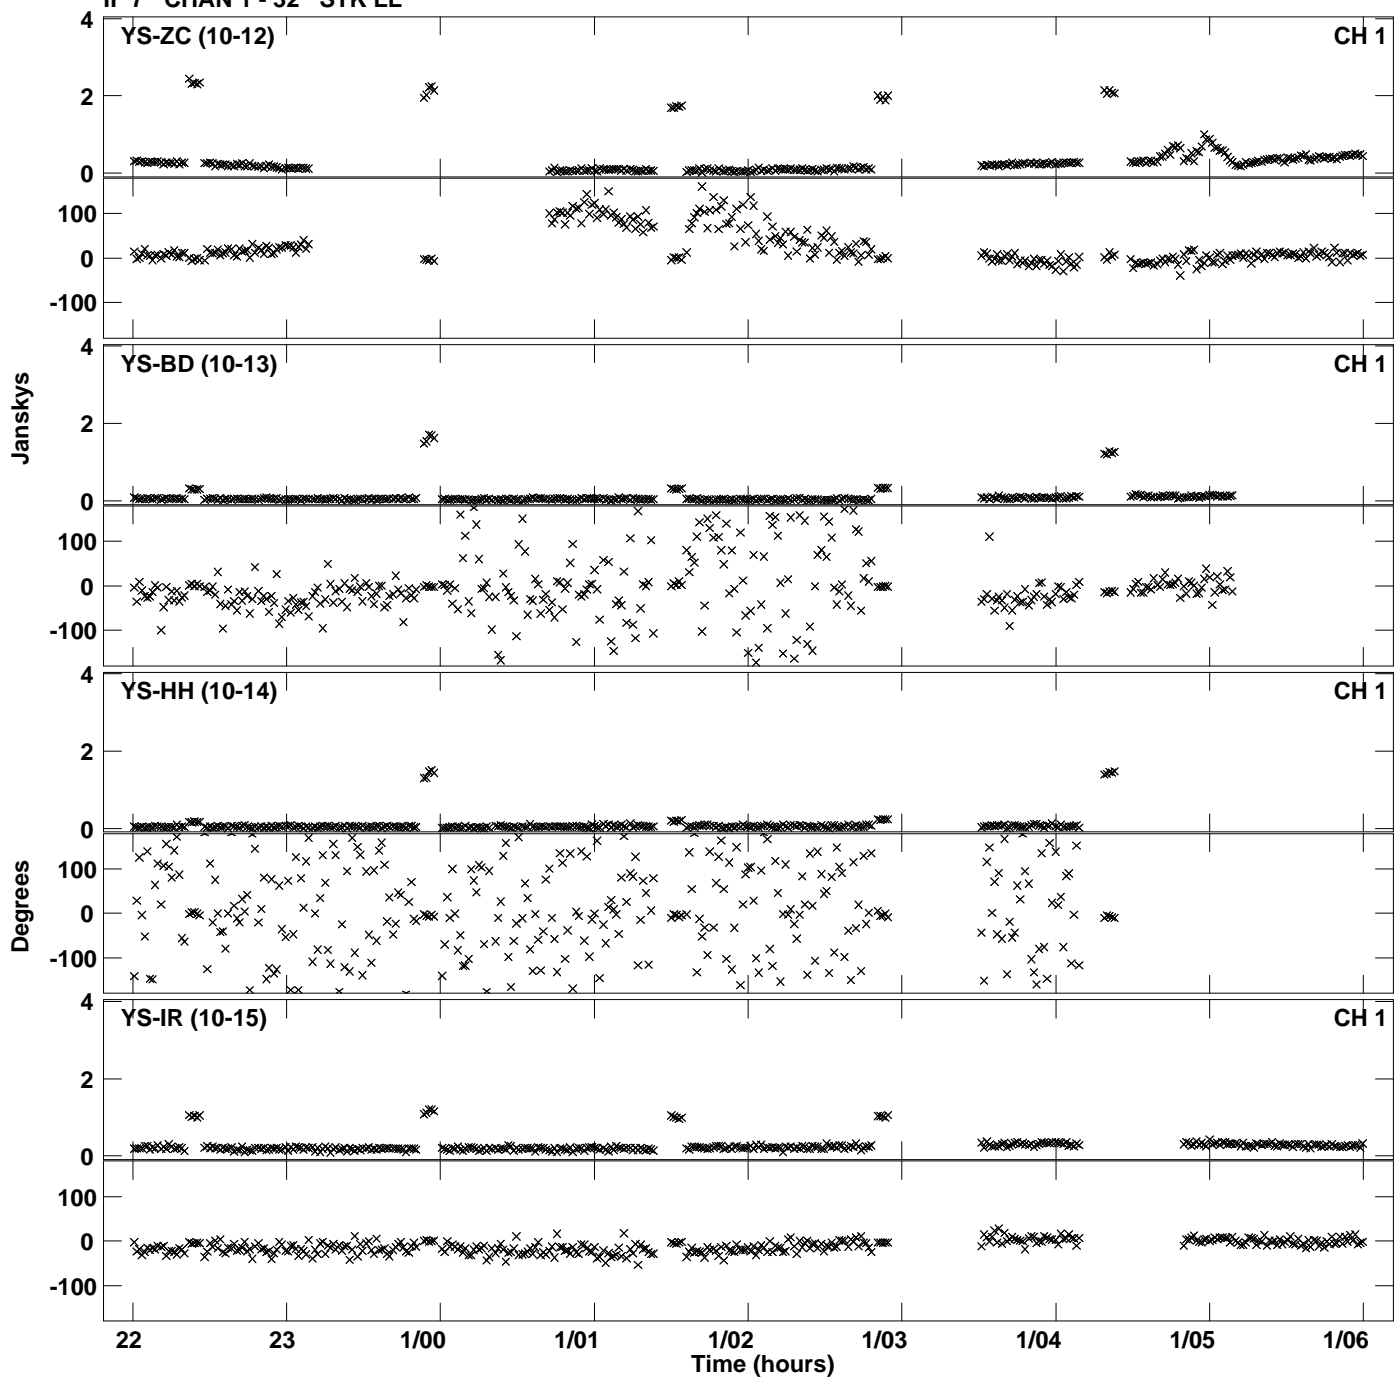 IF 7 CHAN 1 - 32 STK LL
4
YS-ZC (10-12) CH 1
2
0
100
0
-100
4
YS-BD (10-13) CH 1
2
0
100
0
-100
4
YS-HH (10-14) CH 1
2
0
100
0
-100
4
YS-IR (10-15) CH 1
2
0
100
0
-100
Janskys
Degrees
22 23 1/00 1/01 1/02 1/03 1/04 1/05 1/06
Time (hours)